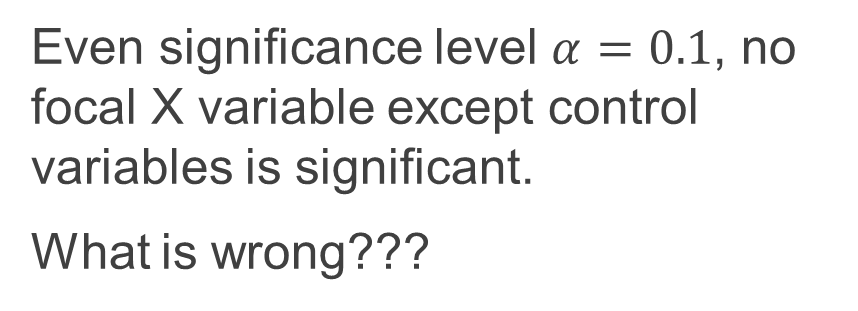 Even significance level α = 0.1, no
focal X variable except control
variables is significant.
What is wrong???